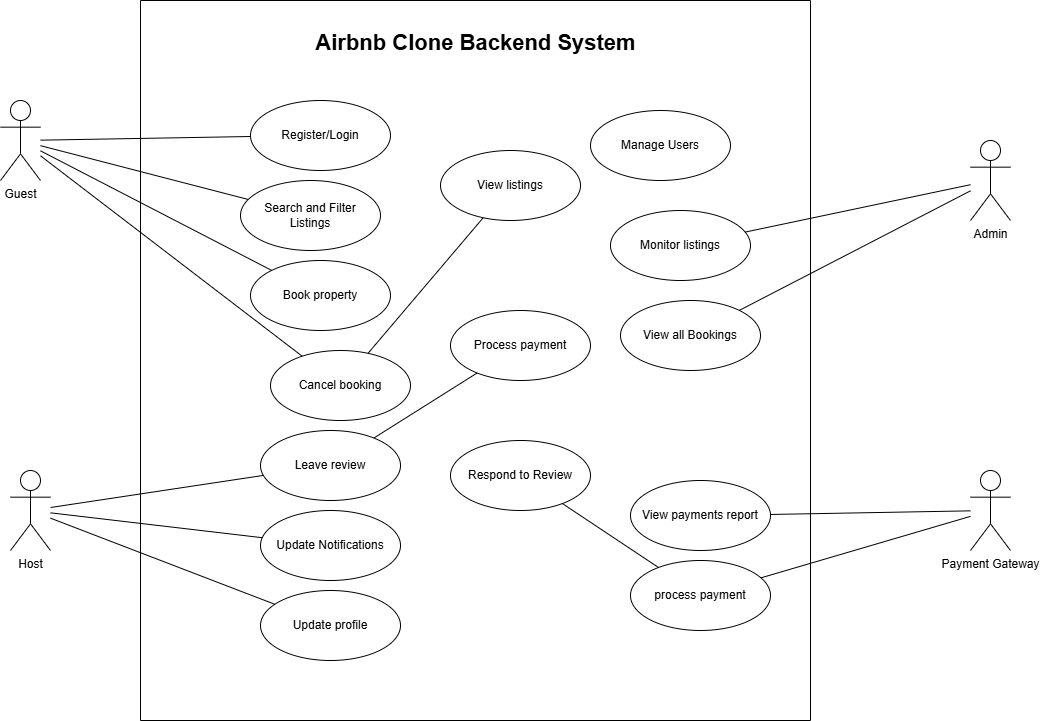 Airbnb Clone Backend System
Register/Login
Manage Users
View listings
Guest
Search and Filter
Listings
Admin
Monitor listings
Book property
View all Bookings
Process payment
Cancel booking
Leave review
Respond to Review
View payments report
Update Notifications
Host
Payment Gateway
process payment
Update profile